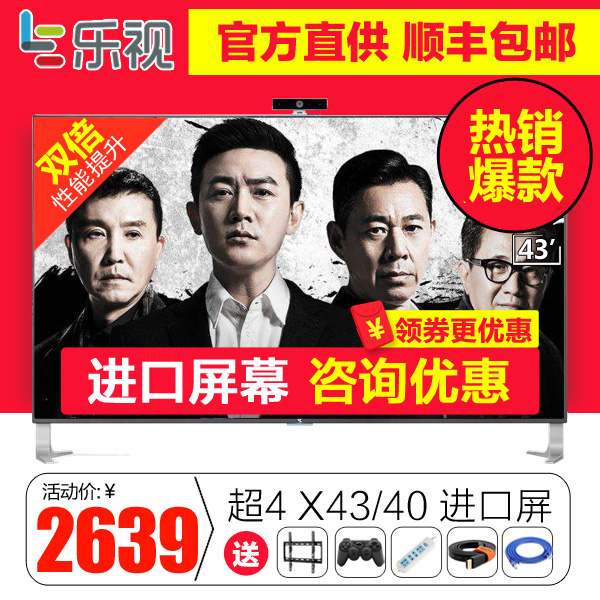 乐视
官方直供 顺丰包邮
双倍
性能提升
热销
爆款
43'
¥ 领券更优惠
进口屏幕 咨询优惠
活动价:¥
2639
超4 X43/40 进口屏
送